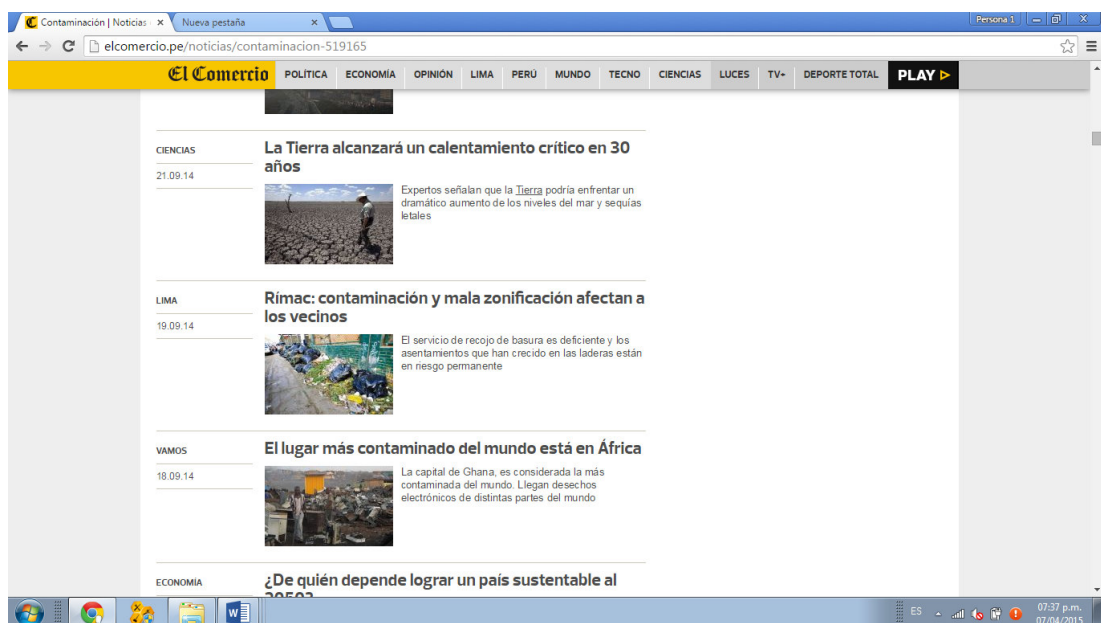 Contaminación | Noticias
Nueva pestaña
Persona 1
elcomercio.pe/noticias/contaminacion-519165
El Comercio POLÍTICA ECONOMÍA OPINIÓN LIMA PERÚ MUNDO TECNO CIENCIAS LUCES TV+ DEPORTE TOTAL PLAY
CIENCIAS
21.09.14
La Tierra alcanzará un calentamiento crítico en 30
años
Expertos señalan que la Tierra podría enfrentar un
dramático aumento de los niveles del mar y sequías
letales
LIMA
19.09.14
Rímac: contaminación y mala zonificación afectan a
los vecinos
El servicio de recojo de basura es deficiente y los
asentamientos que han crecido en las laderas están
en riesgo permanente
VAMOS
18.09.14
El lugar más contaminado del mundo está en África
La capital de Ghana, es considerada la más
contaminada del mundo. Llegan desechos
electrónicos de distintas partes del mundo
ECONOMÍA
¿De quién depende lograr un país sustentable al
2050?
ES
07:37 p.m.
07/04/2015